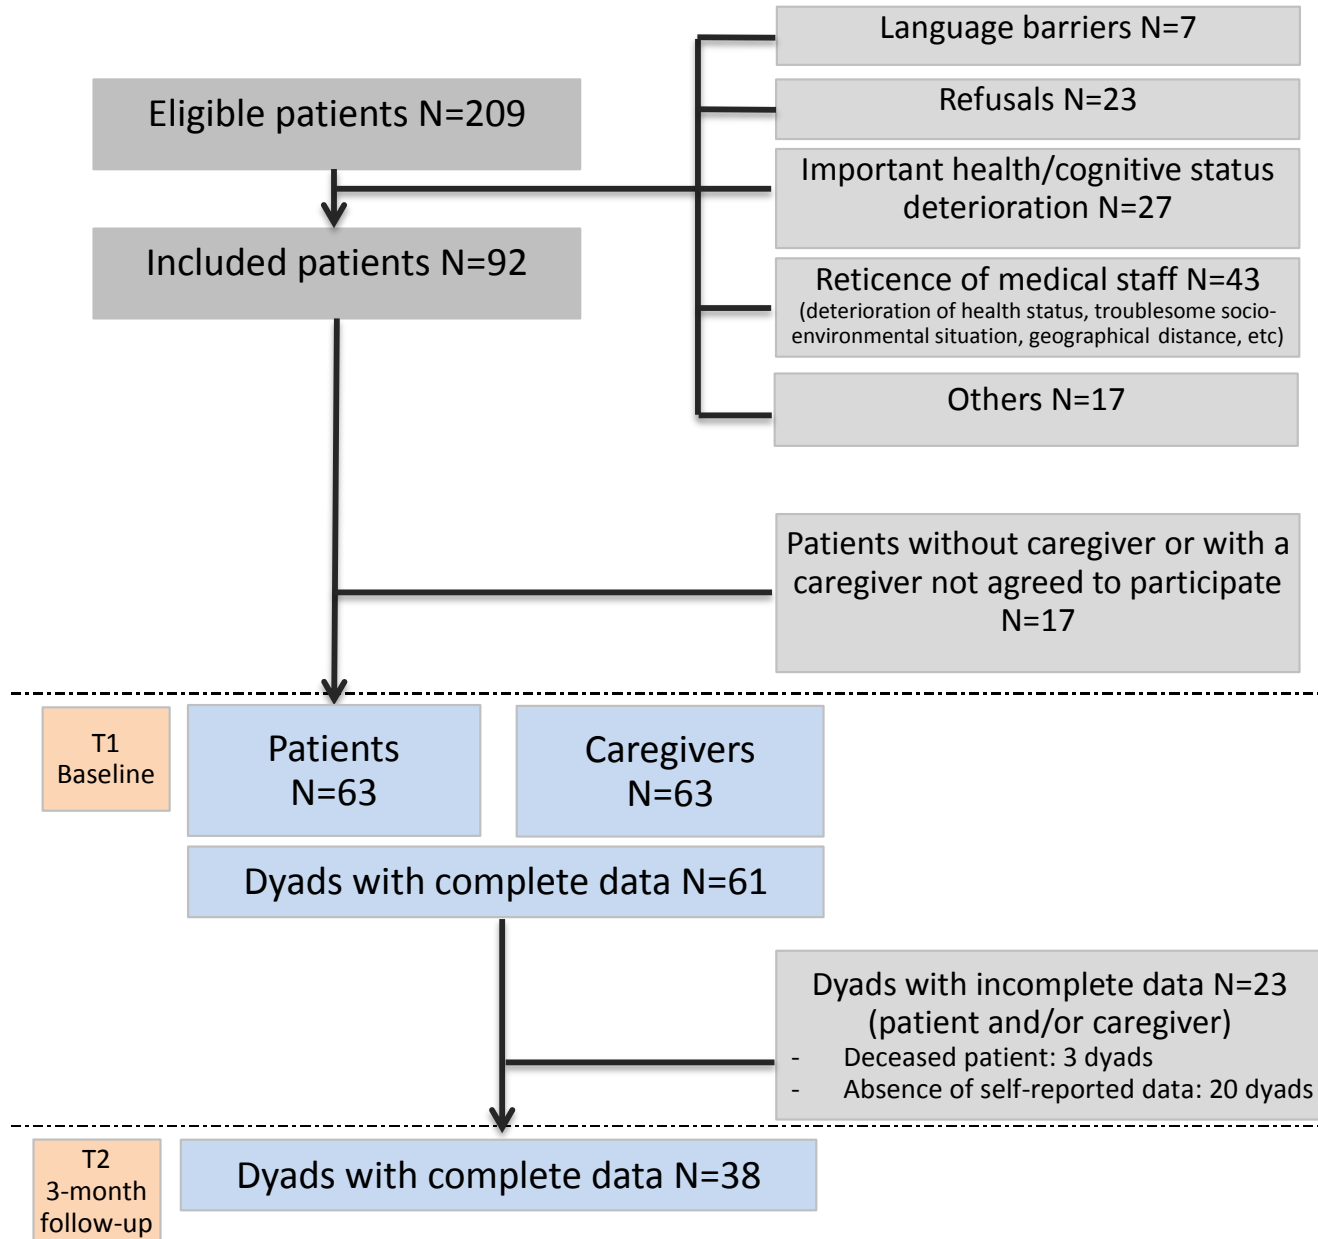 Language barriers N=7
Eligible patients N=209
Refusals N=23
Important health/cognitive status
deterioration N=27
Included patients N=92
Reticence of medical staff N=43
(deterioration of health status, troublesome socio-
environmental situation, geographical distance, etc)
Others N=17
Patients without caregiver or with a
caregiver not agreed to participate
N=17
T1
Baseline
Patients
N=63
Caregivers
N=63
Dyads with complete data N=61
Dyads with incomplete data N=23
(patient and/or caregiver)
- Deceased patient: 3 dyads
- Absence of self-reported data: 20 dyads
T2
3-month
follow-up
Dyads with complete data N=38